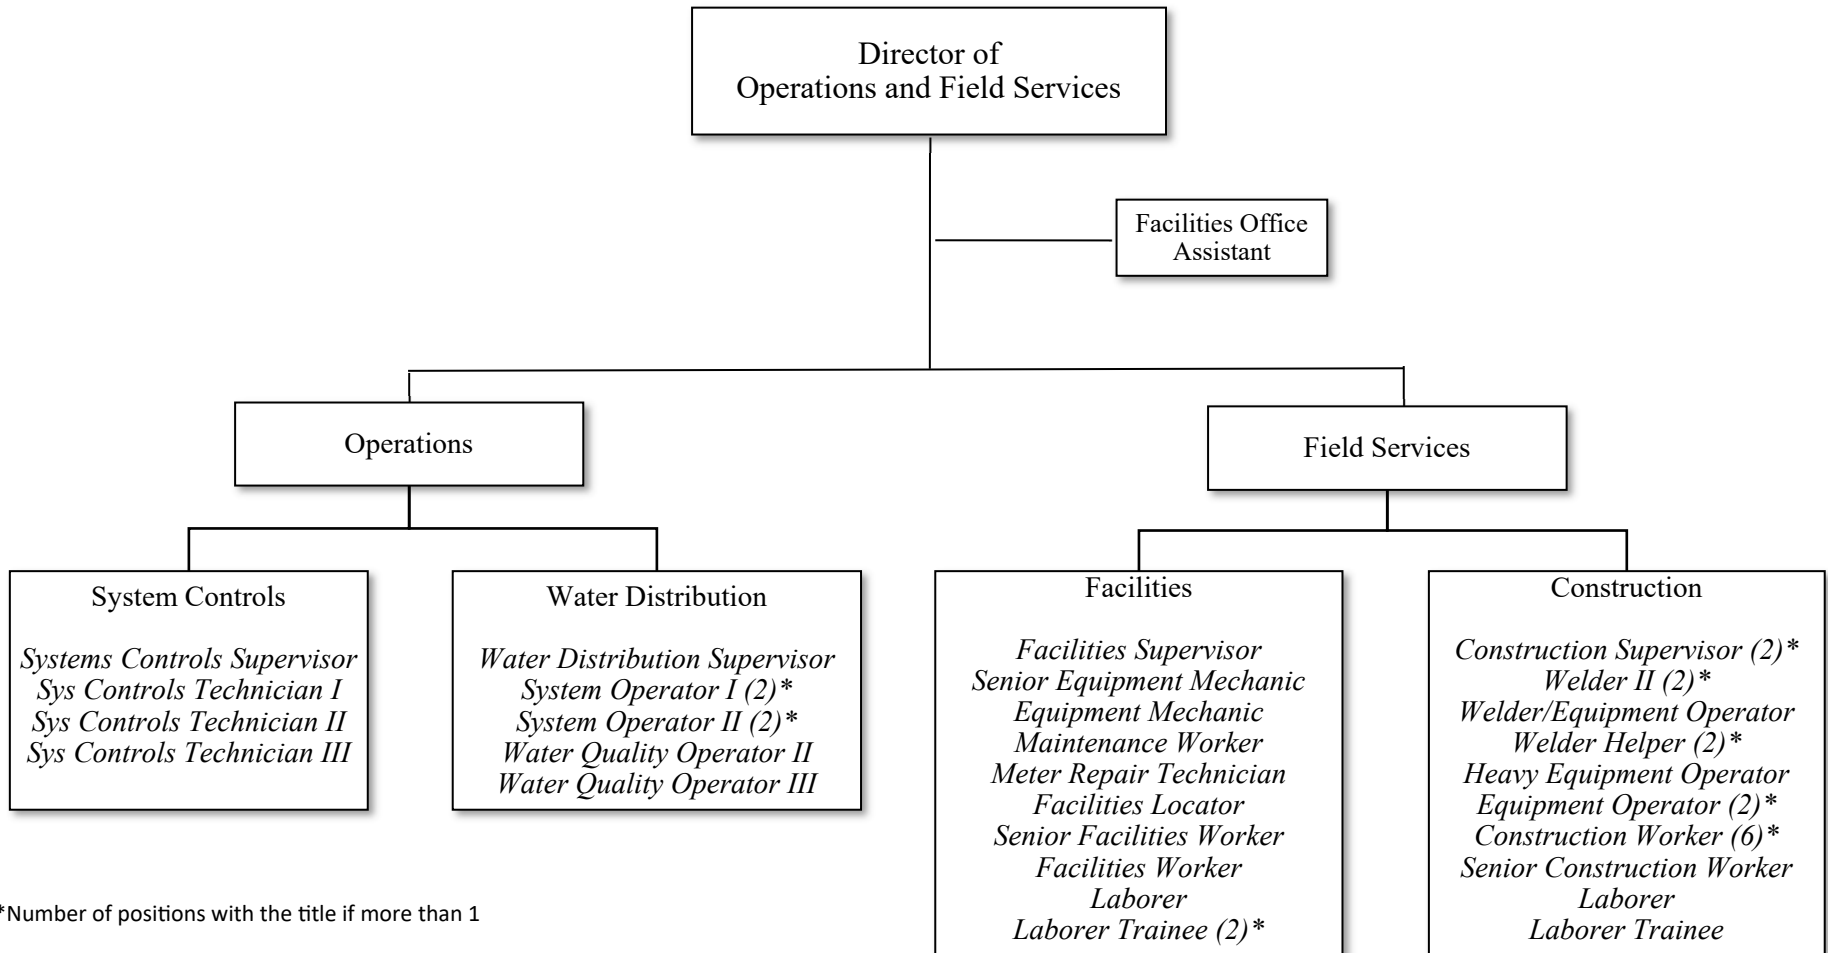 Director of
Operations and Field Services
Facilities Office
Assistant
Operations
Field Services
System Controls
Systems Controls Supervisor
Sys Controls Technician I
Sys Controls Technician II
Sys Controls Technician III
Water Distribution
Water Distribution Supervisor
System Operator I (2)*
System Operator II (2)*
Water Quality Operator II
Water Quality Operator III
Facilities
Facilities Supervisor
Senior Equipment Mechanic
Equipment Mechanic
Maintenance Worker
Meter Repair Technician
Facilities Locator
Senior Facilities Worker
Facilities Worker
Laborer
Laborer Trainee (2)*
Construction
Construction Supervisor (2)*
Welder II (2)*
Welder/Equipment Operator
Welder Helper (2)*
Heavy Equipment Operator
Equipment Operator (2)*
Construction Worker (6)*
Senior Construction Worker
Laborer
Laborer Trainee
*Number of positions with the title if more than 1